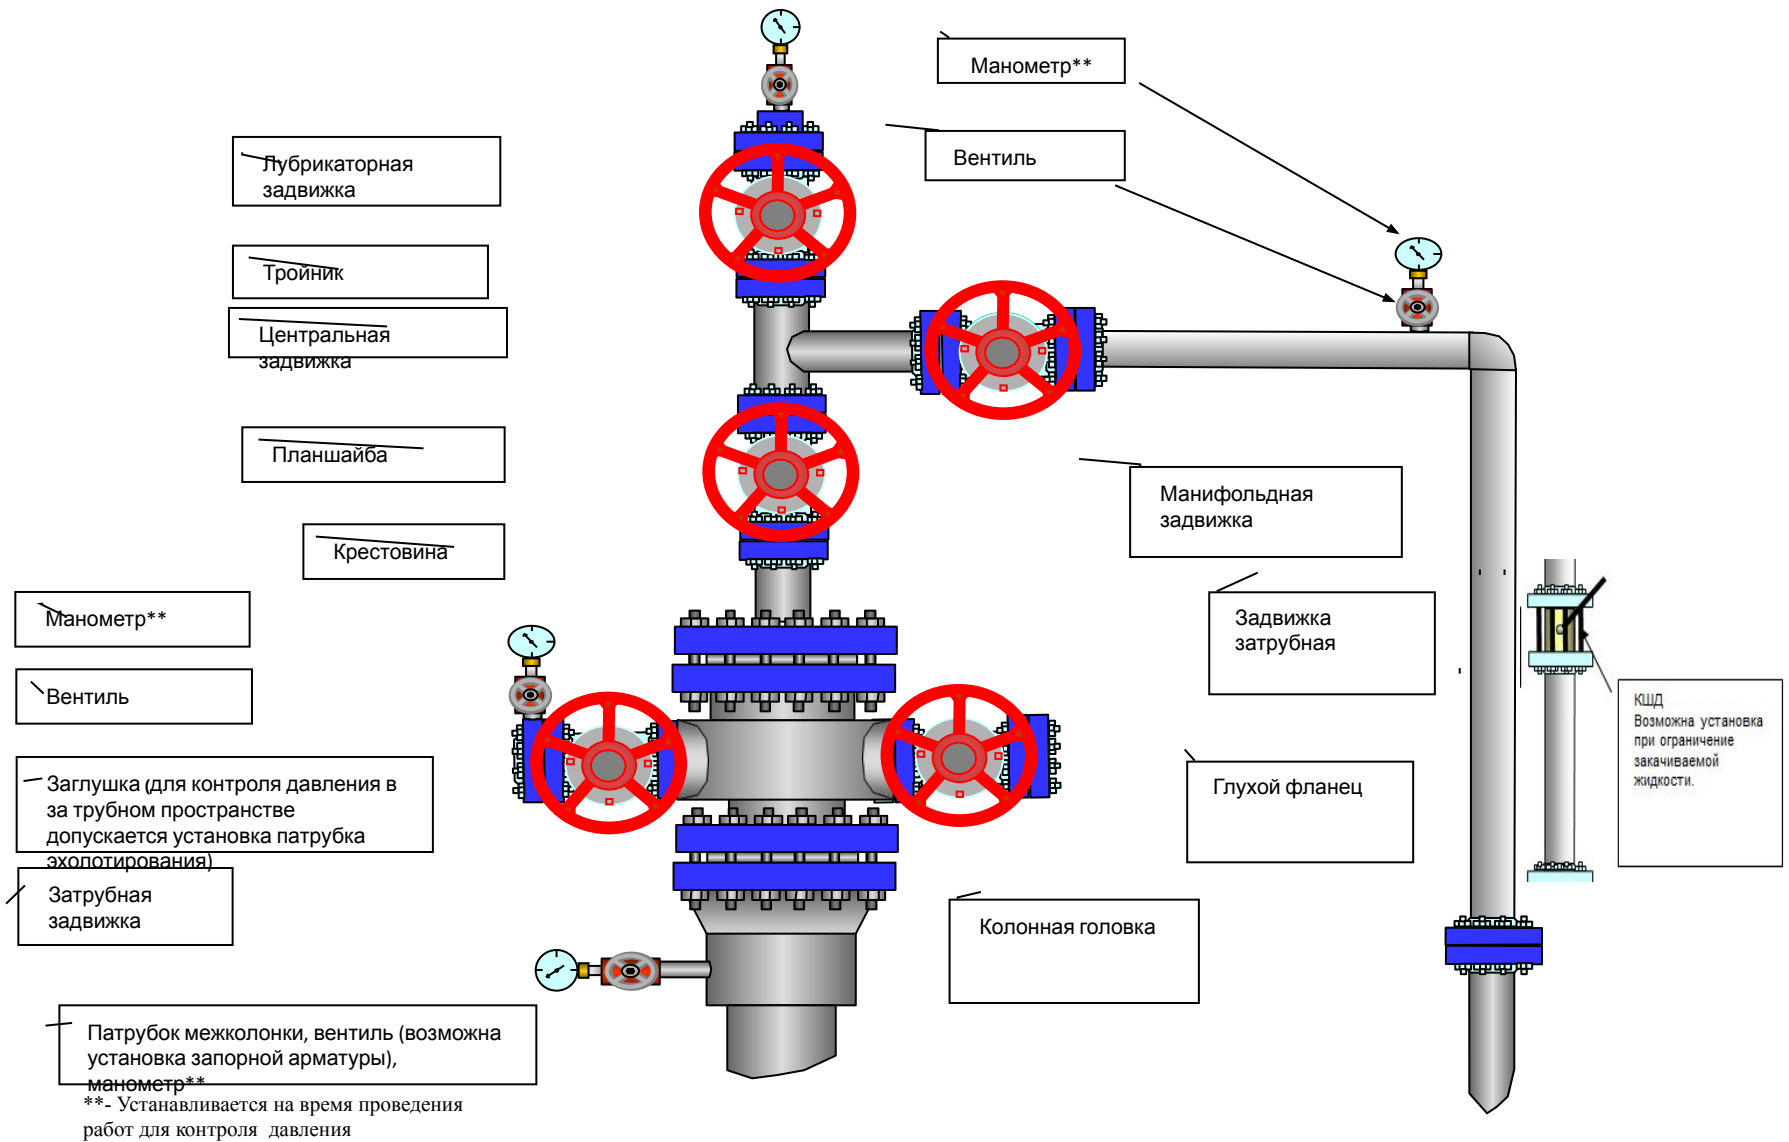 Манометр**
Вентиль
Лубрикаторная
задвижка
Тройник
Центральная
задвижка
Планшайба
Крестовина
Манометр**
Вентиль
Заглушка (для контроля давления в
за трубном пространстве
допускается установка патрубка
эхолотирования)
Затрубная
задвижка
Патрубок межколонки, вентиль (возможна
установка запорной арматуры),
манометр**
**- Устанавливается на время проведения
работ для контроля давления
Манифольдная
задвижка
Задвижка
затрубная
Глухой фланец
Колонная головка
КШД
Возможна установка
при ограничение
закачиваемой
жидкости.